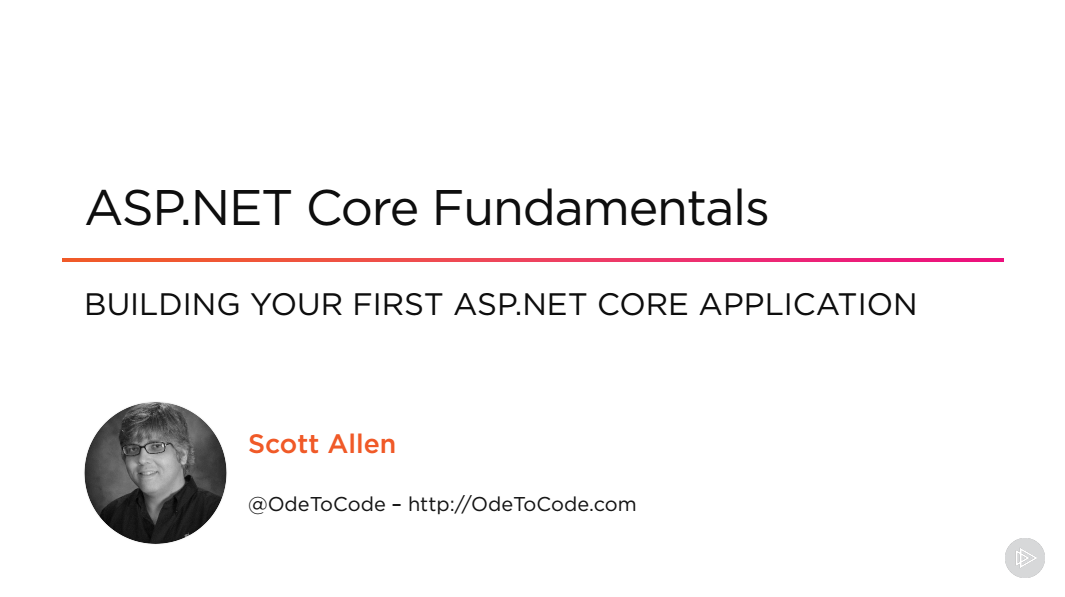 ASP.NET Core Fundamentals
BUILDING YOUR FIRST ASP.NET CORE APPLICATION
Scott Allen
@OdeToCode – http://OdeToCode.com